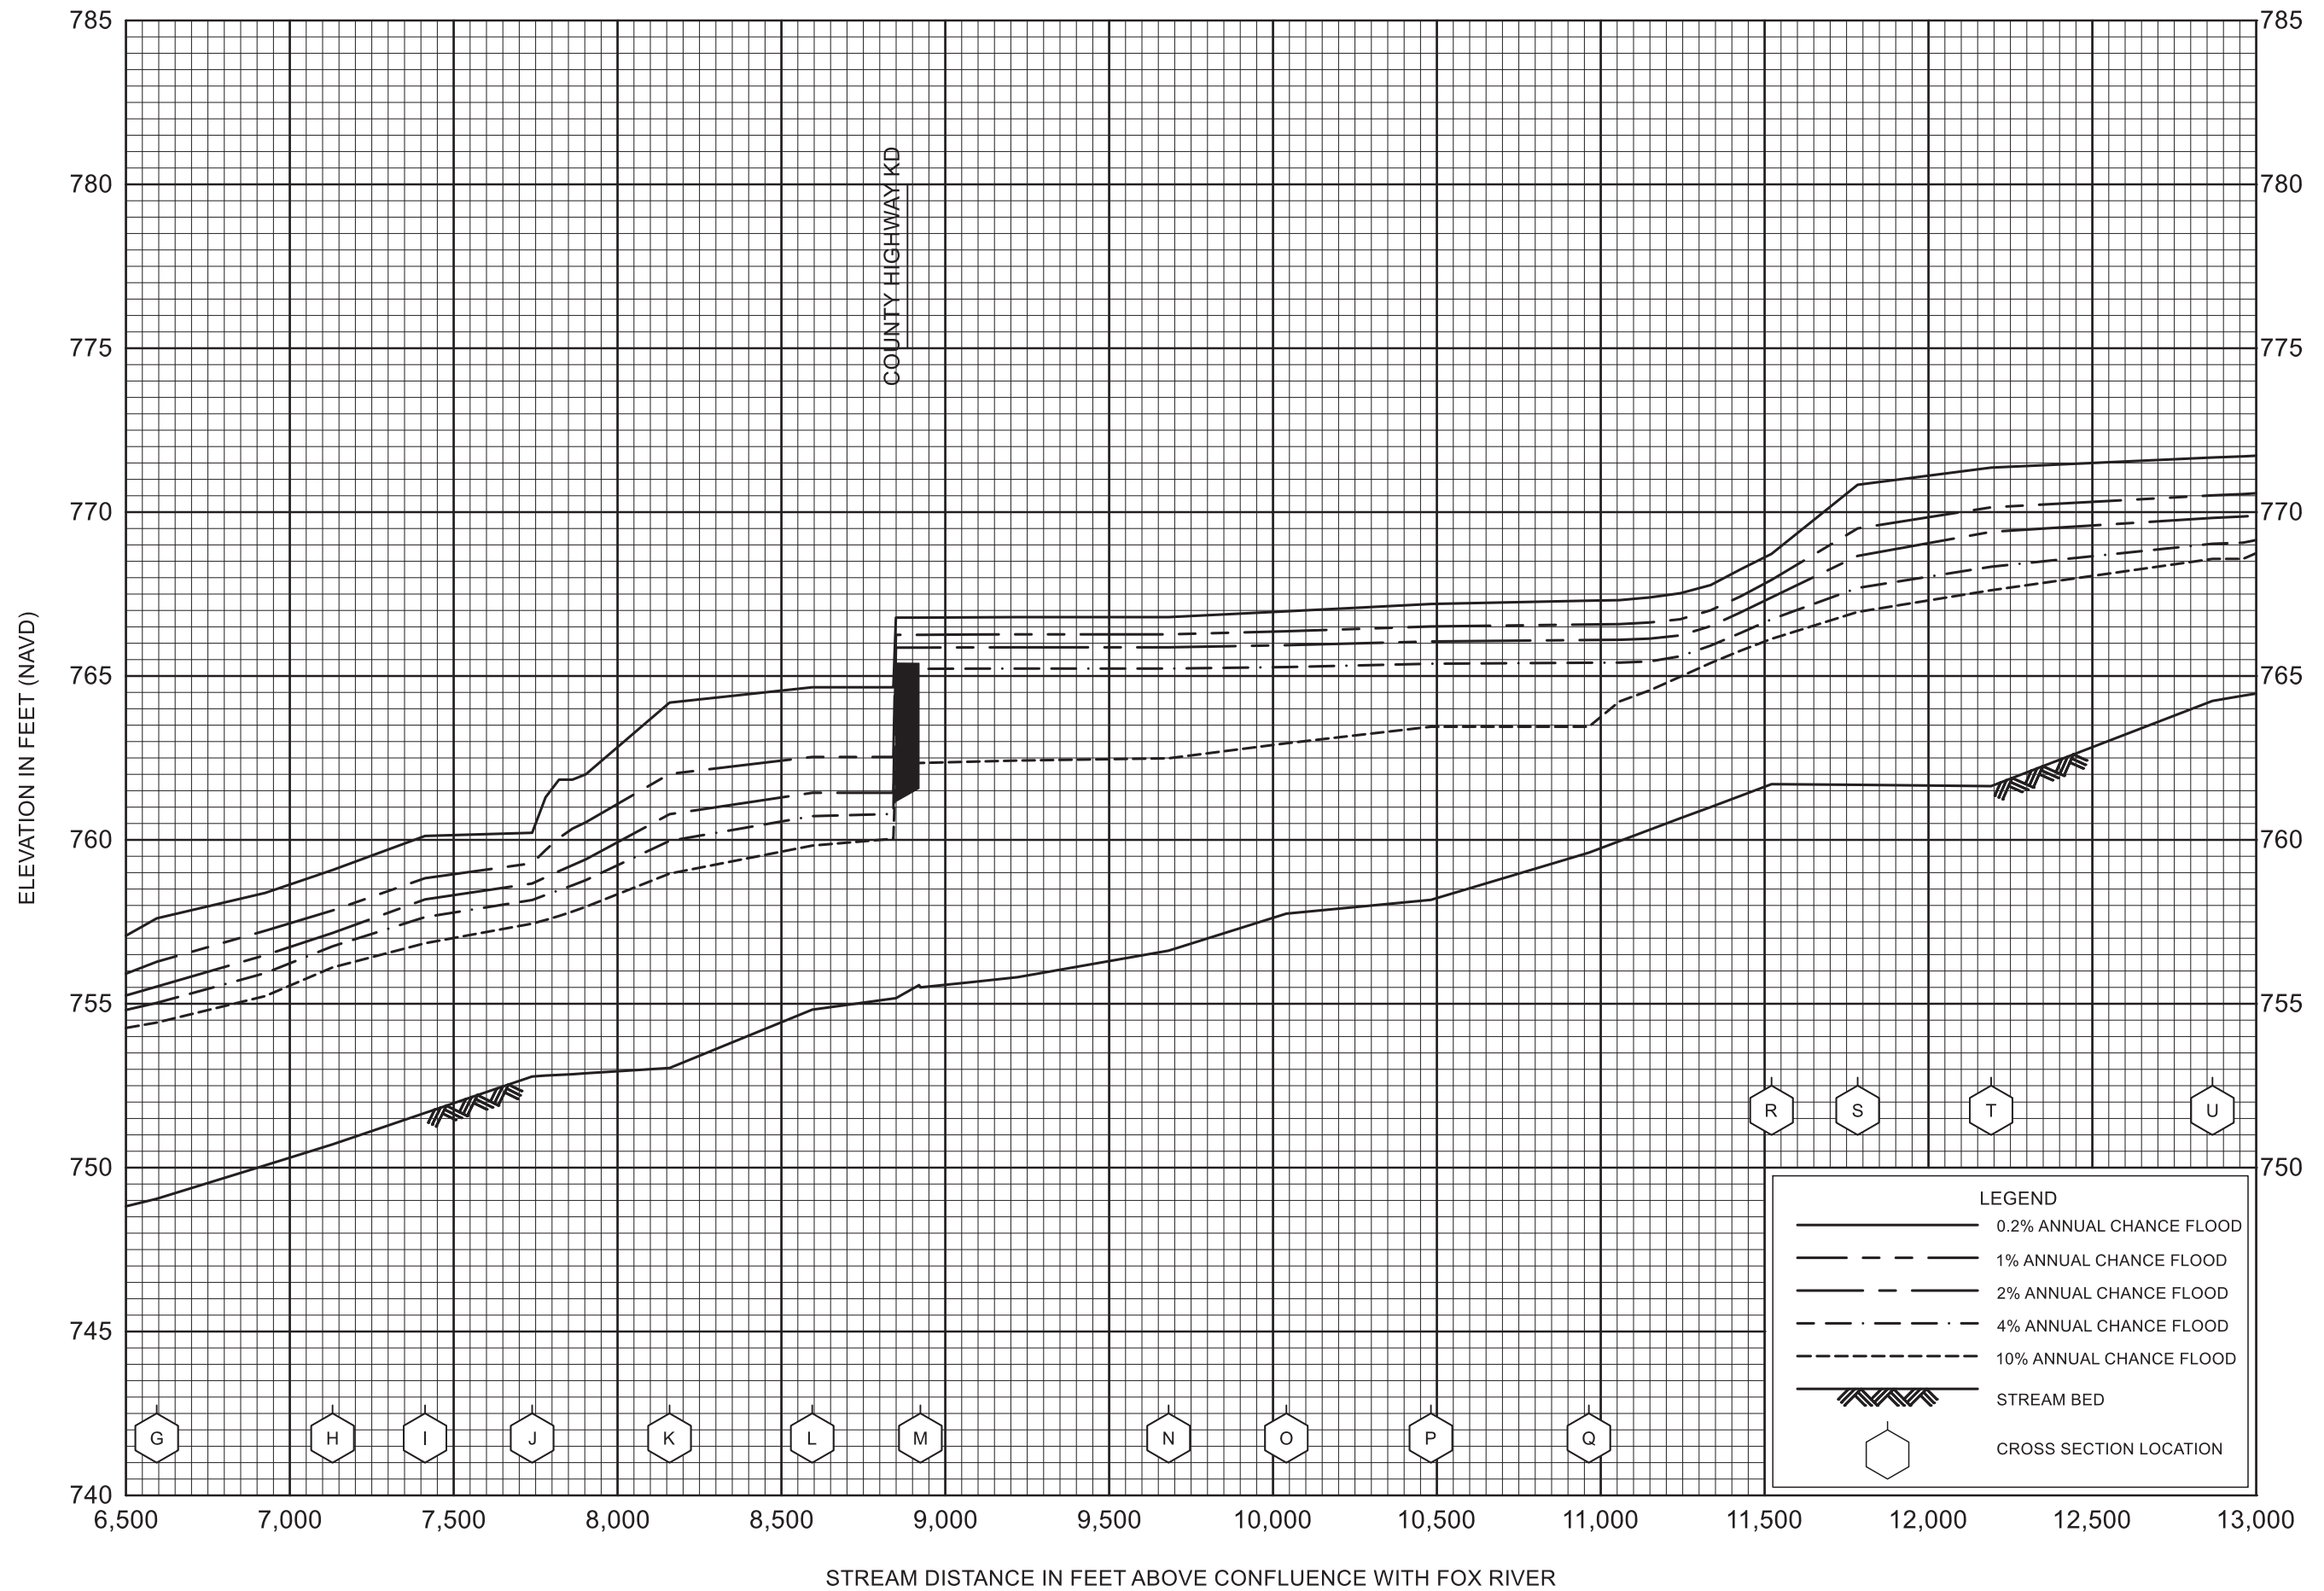 785
785
780
780
775
775
770
770
765
765
760
760
755
755
750
750
745
740
ELEVATION IN FEET (NAVD)
COUNTY HIGHWAY KD
R S T U
G H I J K L M N O P Q
LEGEND
0.2% ANNUAL CHANCE FLOOD
1% ANNUAL CHANCE FLOOD
2% ANNUAL CHANCE FLOOD
4% ANNUAL CHANCE FLOOD
10% ANNUAL CHANCE FLOOD
STREAM BED
CROSS SECTION LOCATION
6,500 7,000 7,500 8,000 8,500 9,000 9,500 10,000 10,500 11,000 11,500 12,000 12,500 13,000
STREAM DISTANCE IN FEET ABOVE CONFLUENCE WITH FOX RIVER